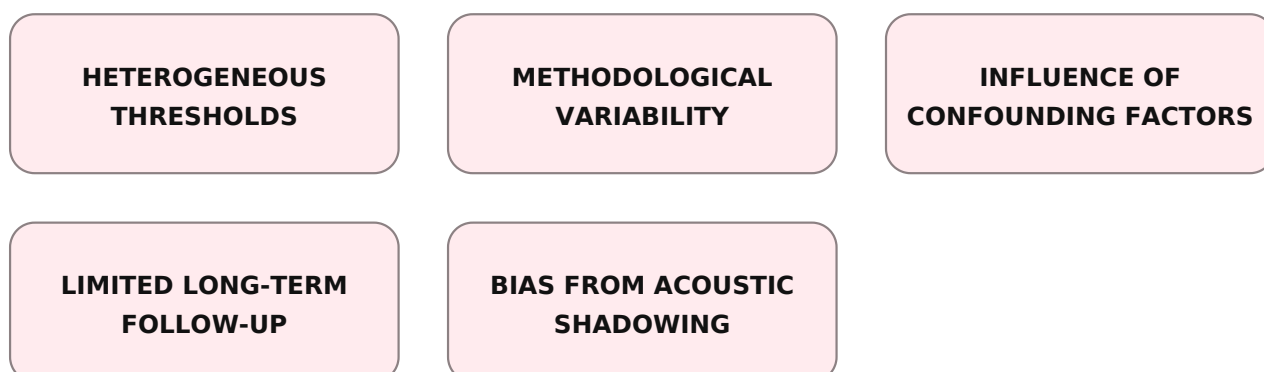 HETEROGENEOUS
THRESHOLDS
METHODOLOGICAL
VARIABILITY
INFLUENCE OF
CONFOUNDING FACTORS
LIMITED LONG-TERM
FOLLOW-UP
BIAS FROM ACOUSTIC
SHADOWING